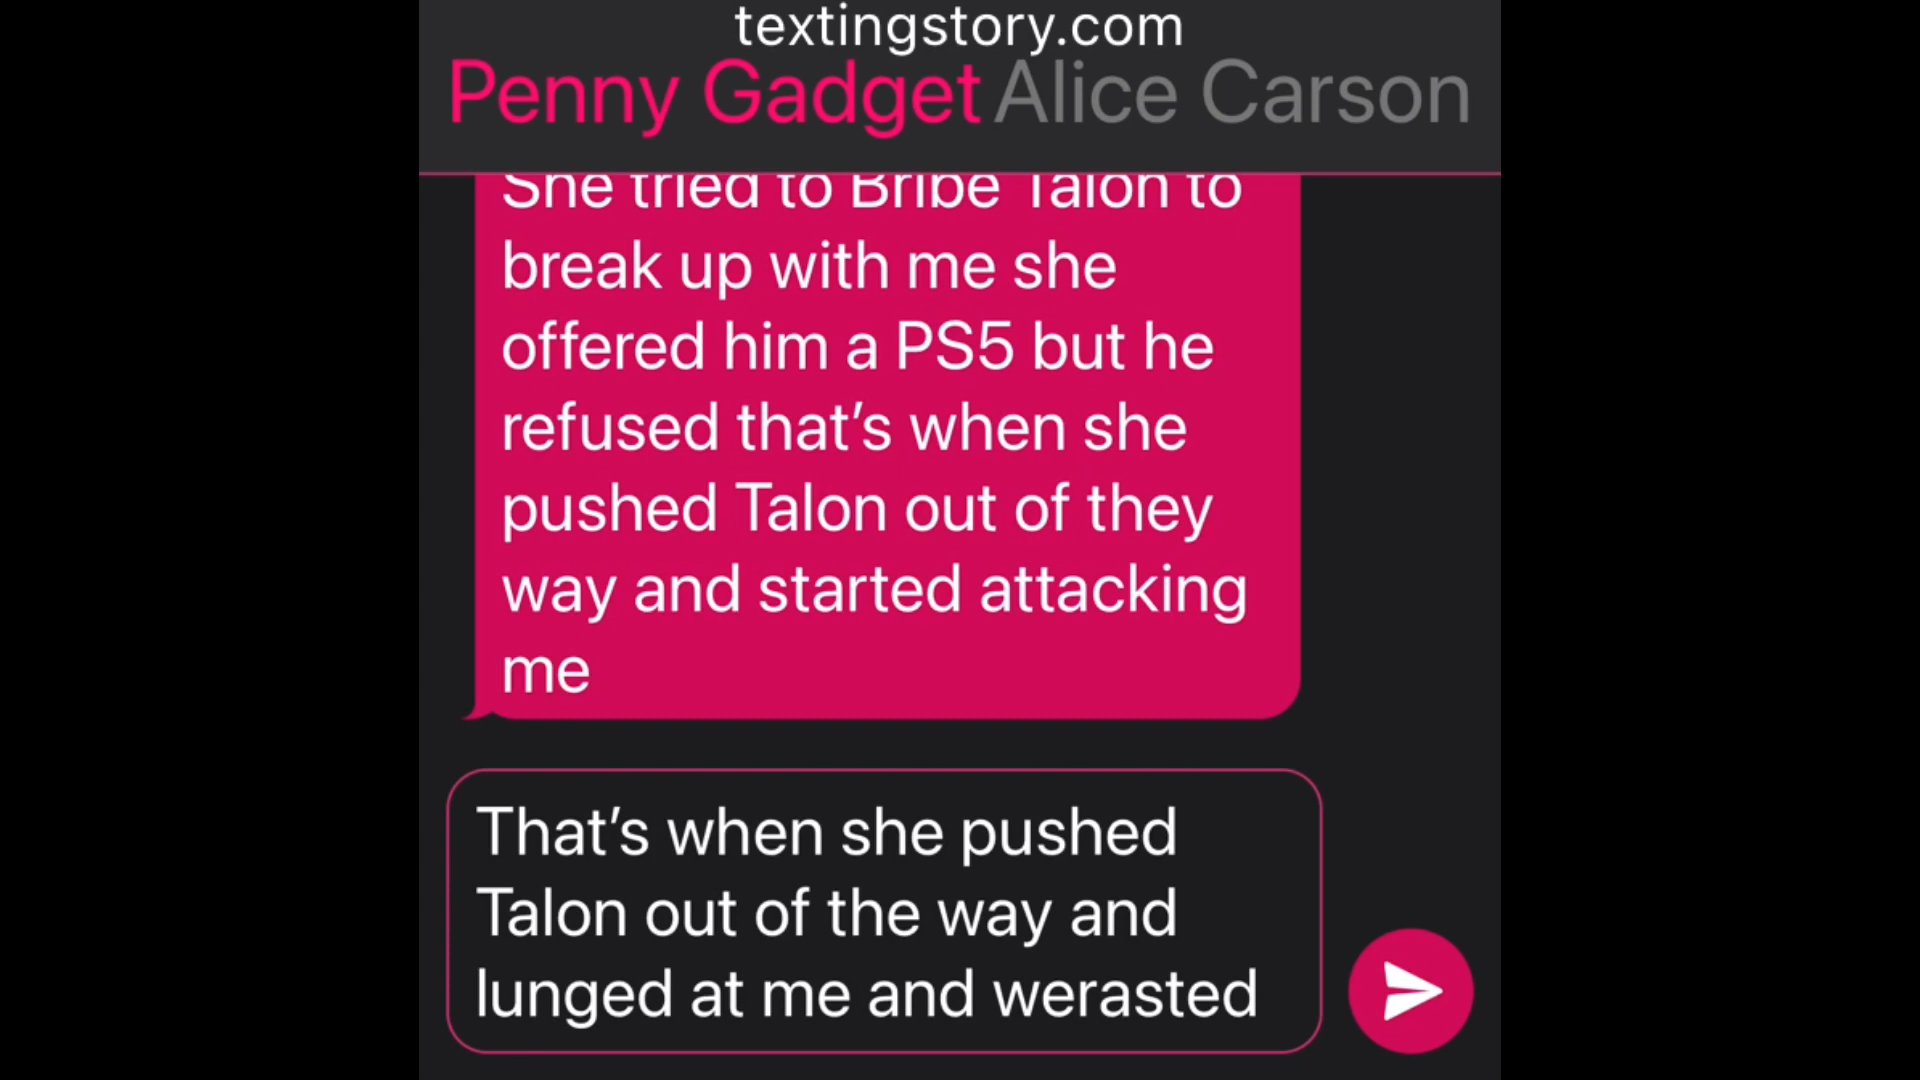 textingstory.com
Penny Gadget Alice Carson
She tried to Bribe Talon to
break up with me she
offered him a PS5 but he
refused that’s when she
pushed Talon out of they
way and started attacking
me
That’s when she pushed
Talon out of the way and
lunged at me and werasted